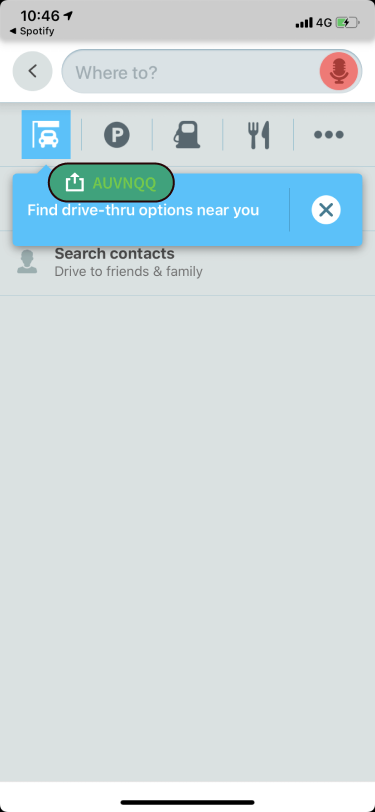 10:46
4G
Spotify
Where to?
P
AUVNQQ
Find drive-thru options near you
Search contacts
Drive to friends & family